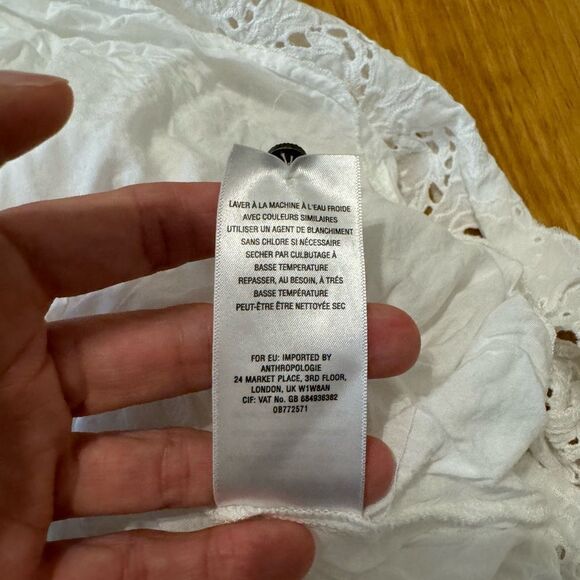 LAVER À LA MACHINE À L'EAU FROIDE
AVEC COULEURS SIMILAIRES
UTILISER UN AGENT DE BLANCHIMENT
SANS CHLORE SI NÉCESSAIRE
SECHER PAR CULBUTAGE À
BASSE TEMPERATURE
REPASSER, AU BESOIN, À TRÉS
BASSE TEMPÉRATURE
PEUT-ÊTRE ÊTRE NETTOYÉE SEC
FOR EU: IMPORTED BY
ANTHROPOLOGIE
24 MARKET PLACE, 3RD FLOOR,
LONDON, UK W1W8AN
CIF: VAT No. GB 684936382
OB772571